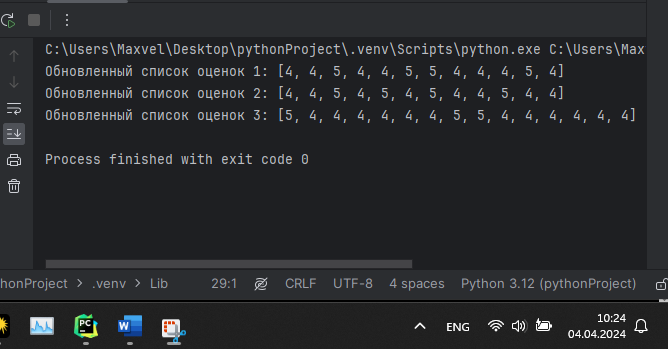 C:\Users\Maxvel\Desktop\pythonProject\.venv\Scripts\python.exe C:\Users\Max
Обновленный список оценок 1: [4, 4, 5, 4, 4, 5, 5, 4, 4, 4, 5, 4]
Обновленный список оценок 2: [4, 4, 5, 4, 5, 4, 5, 4, 4, 5, 4, 4]
Обновленный список оценок 3: [5, 4, 4, 4, 4, 4, 4, 5, 5, 4, 4, 4, 4, 4, 4]
Process finished with exit code 0
honProject > .venv > Lib 29:1 CRLF UTF-8 4 spaces Python 3.12 (pythonProject)
PC W ENG 10:24
04.04.2024